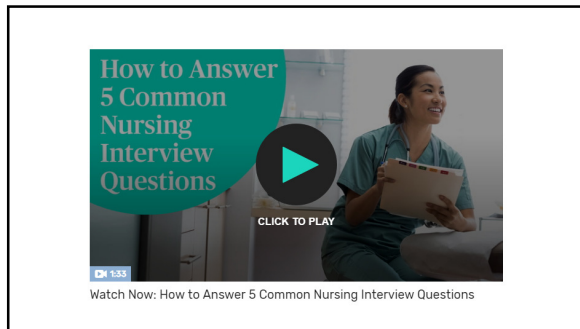 How to Answer
5 Common
Nursing
Interview
Questions
CLICK TO PLAY
1:33
Watch Now: How to Answer 5 Common Nursing Interview Questions